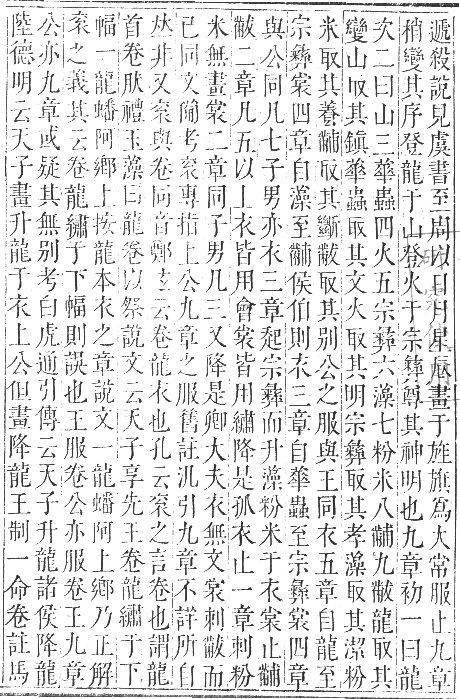 遞殺說見虞書至周以日月星辰畫于旌旗爲大常服止九章
稍變其序登龍于山登火于宗彝尊其神明也九章初一曰龍
次二曰山三華蟲四火五宗彝六藻七粉米八黼九黻龍取其
變山取其鎮華蟲取其文火取其明宗彝取其孝藻取其潔粉
米取其養黼取其斷黻取其别公之服與王同衣五章自龍至
宗彝裳四章自藻至黼侯伯則衣三章自華蟲至宗彝裳四章
與公同凡七子男亦衣三章起宗彝而升藻粉米于衣裳止黼
黻二章凡五以上衣皆用會裳皆用繡降是孤衣止一章刺粉
米無畫裳二章同子男凡三又降是卿大夫衣無文裳刺黻而
已同文簡考袞專指上公九章之服舊註汎引九章不詳所自
夶非又袞與卷同音鄭玄云卷龍衣也孔云袞之言卷也謂龍
首卷肰禮玉藻曰龍卷以祭說文云天子享先王卷龍繡于下
幅一龍蟠阿鄕上按龍本衣之章說文一龍蟠阿上鄕乃正解
袞之義其云卷龍繡于下幅則誤也王服卷公亦服卷王九章
公亦九章或疑其無别考白虎通引傳云天子升龍諸侯降龍
陸德明云天子畫升龍于衣上公但畫降龍王制一命卷註馬